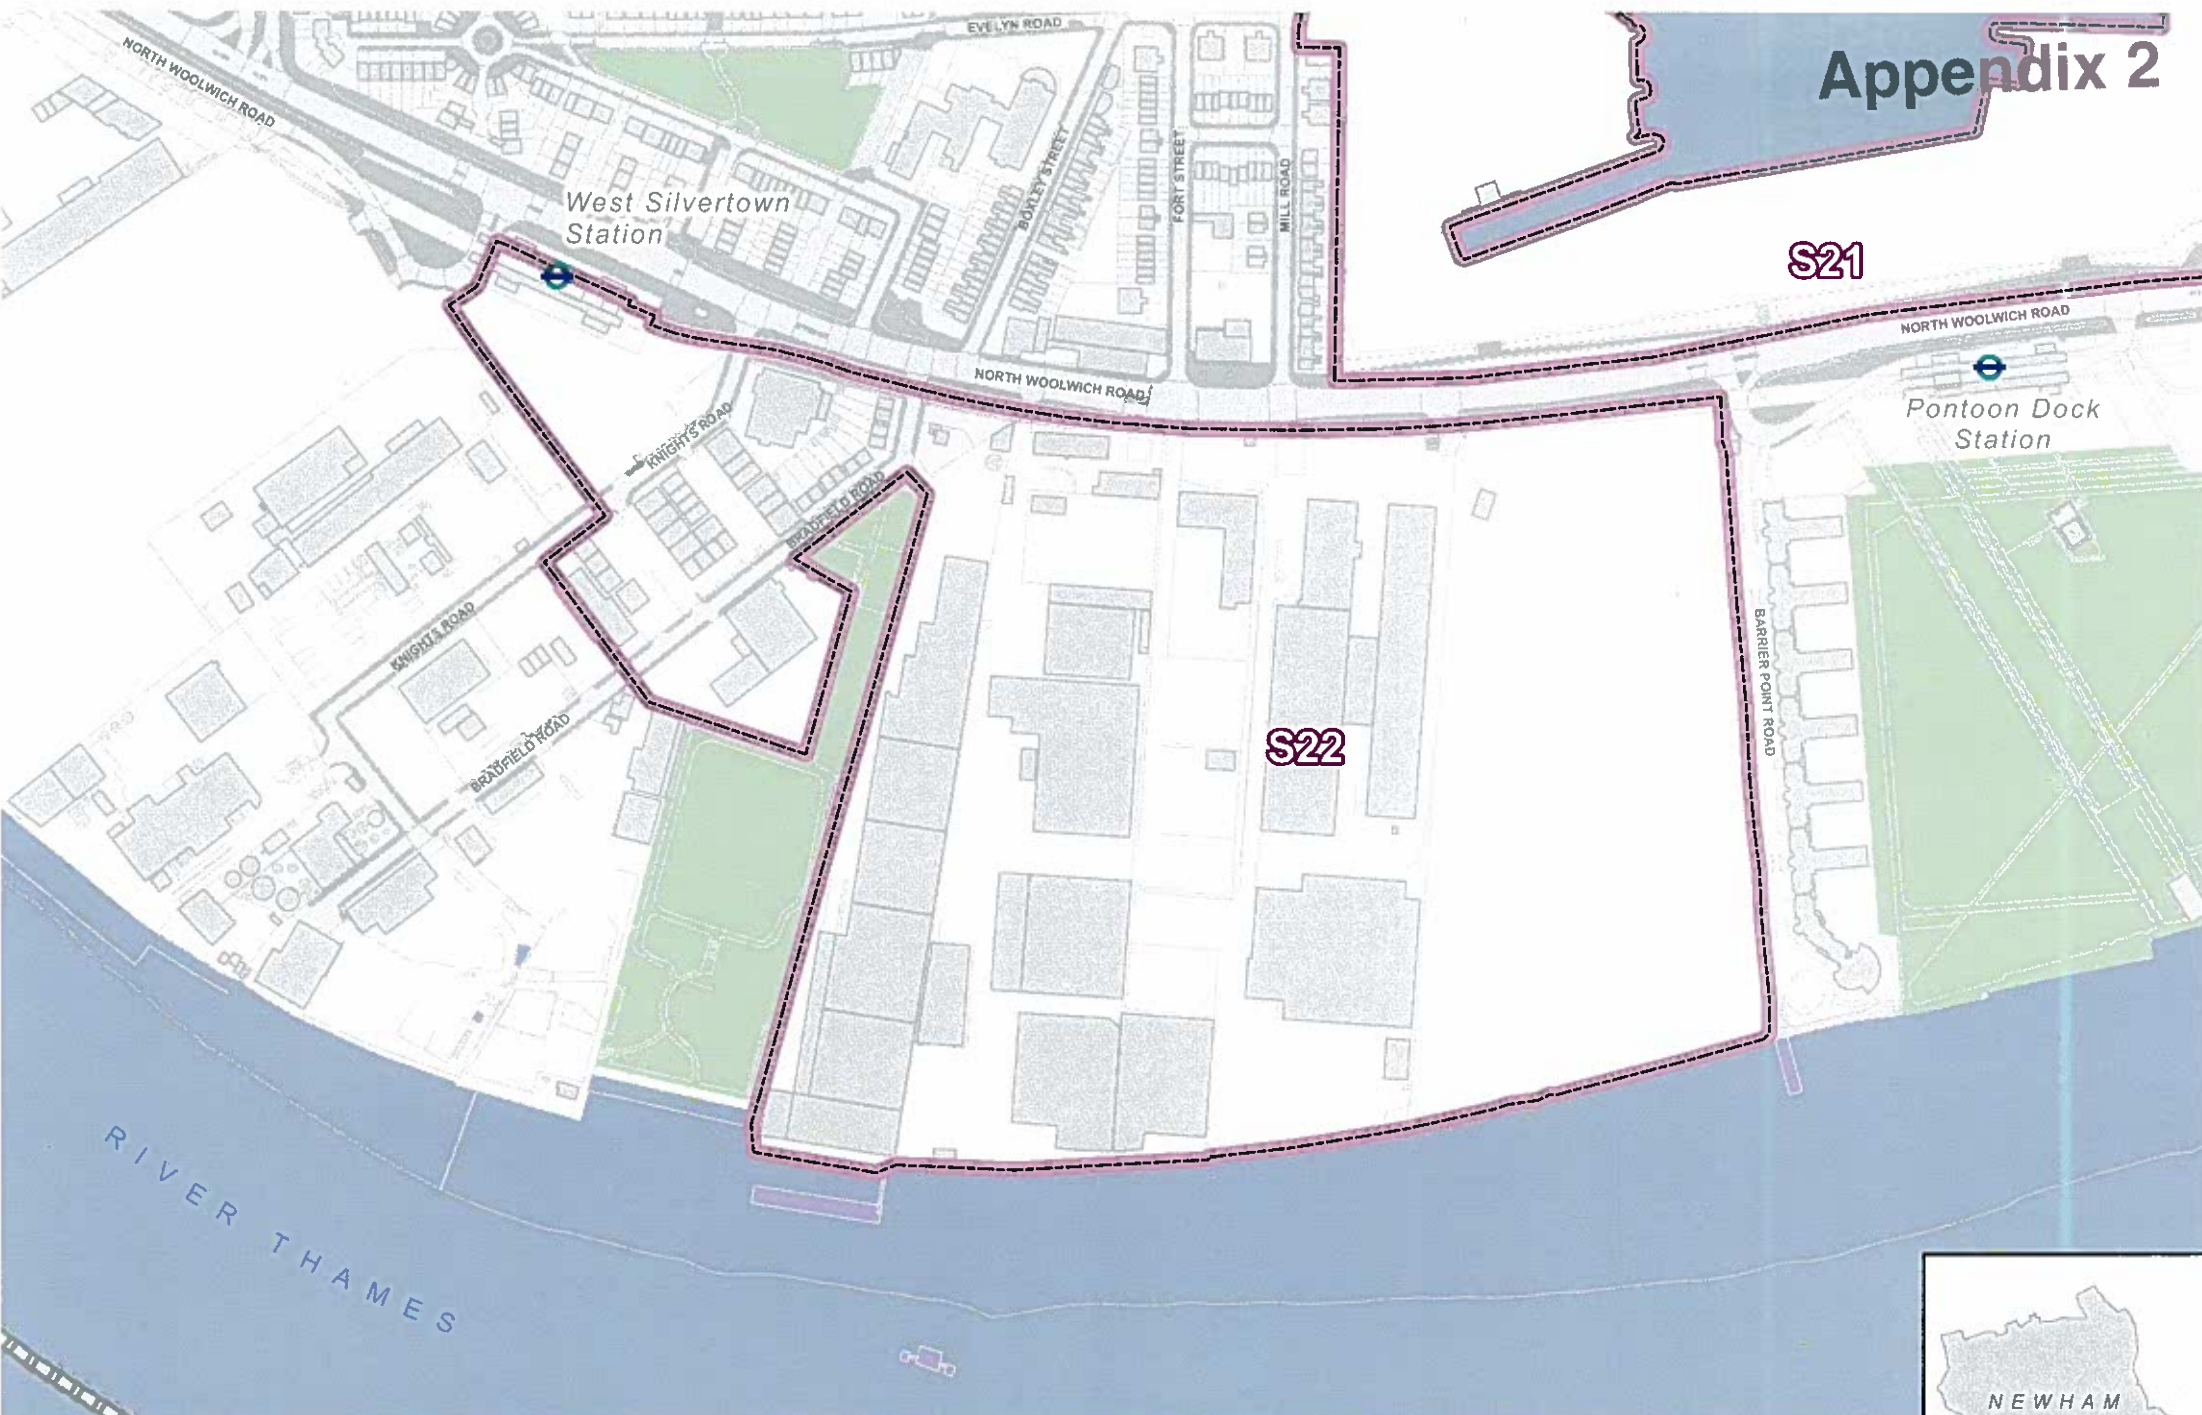 EVELYN ROAD
NORTH WOOLWICH ROAD
Appendix 2
BOXLEY STREET
FORT STREET
MILL ROAD
West Silvertown
Station
S21
NORTH WOOLWICH ROAD
NORTH WOOLWICH ROAD
Pontoon Dock
Station
KNIGHTS ROAD
BRADFIELD ROAD
KNIGHTS ROAD
BARRIER POINT ROAD
BRADFIELD ROAD
S22
RIVER THAMES
NEWHAM